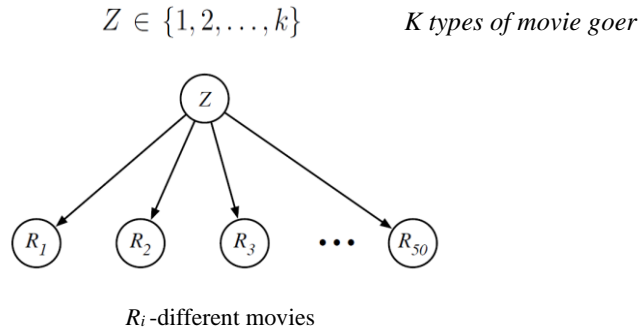 Z ∈ {1, 2, . . . , k} K types of movie goer
Z
R1 R2 R3 ••• R50
Ri -different movies